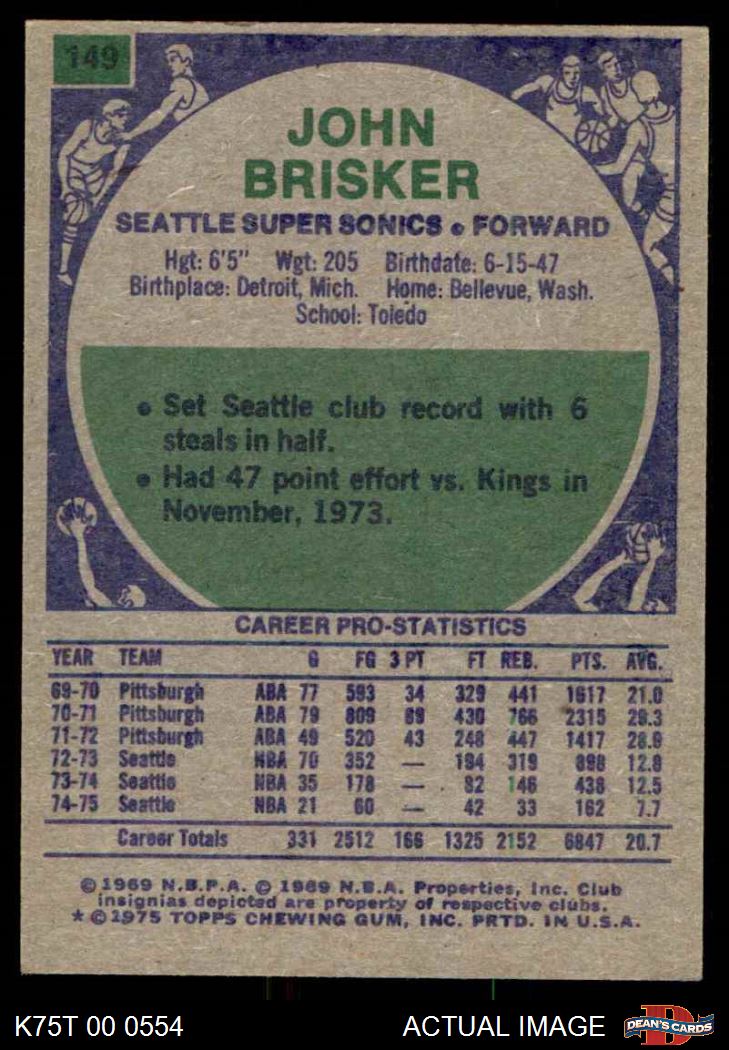 149
JOHN
BRISKER
SEATTLE SUPER SONICS • FORWARD
Hgt: 6'5" Wgt: 205 Birthdate: 6-15-47
Birthplace: Detroit, Mich. Home: Bellevue, Wash.
School: Toledo
• Set Seattle club record with 6
steals in half.
• Had 47 point effort vs. Kings in
November, 1973.
CAREER PRO-STATISTICS
YEAR TEAM G FG 3 PT FT REB. PTS. AVG.
69-70 Pittsburgh ABA 77 593 34 329 441 1617 21.0
70-71 Pittsburgh ABA 79 809 89 430 766 2315 29.3
71-72 Pittsburgh ABA 49 520 43 248 447 1417 28.9
72-73 Seattle NBA 70 352 — 194 319 898 12.8
73-74 Seattle NBA 35 178 — 82 146 438 12.5
74-75 Seattle NBA 21 60 — 42 33 162 7.7
Career Totals 331 2512 166 1325 2152 6847 20.7
© 1969 N.B.P.A. © 1969 N.B.A. Properties, Inc. Club
insignias depicted are property of respective clubs.
* © 1975 TOPPS CHEWING GUM, INC. PRTD. IN U.S.A.
K75T 00 0554 ACTUAL IMAGE D DEAN'S CARDS